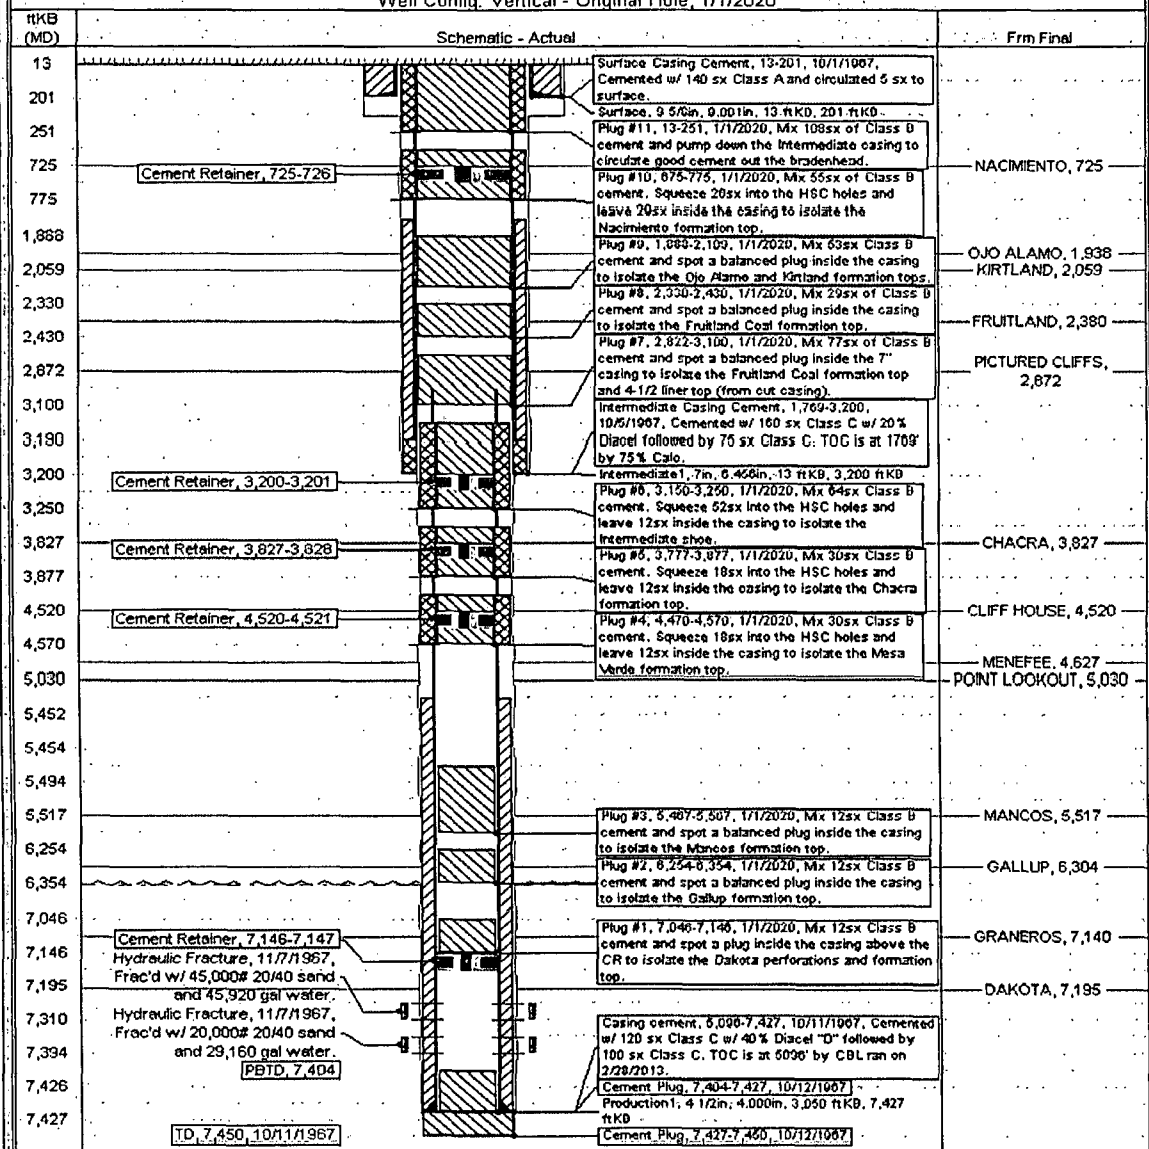 Well Config: Vertical - Original Hole, 1/1/2020
ftKB
(MD)
Schematic - Actual
Frm Final
13
201
251
725
775
1,888
2,059
2,330
2,430
2,872
3,100
3,190
3,200
3,250
3,827
3,877
4,520
4,570
5,030
5,452
5,454
5,494
5,517
6,254
6,354
7,046
7,146
7,195
7,310
7,394
7,426
7,427
Cement Retainer, 725-726
Cement Retainer, 3,200-3,201
Cement Retainer, 3,827-3,828
Cement Retainer, 4,520-4,521
Cement Retainer, 7,146-7,147
Hydraulic Fracture, 11/7/1967,
Frac'd w/ 45,000# 20/40 sand
and 45,920 gal water.
Hydraulic Fracture, 11/7/1967,
Frac'd w/ 20,000# 20/40 sand
and 29,160 gal water.
PBTD, 7,404
TD, 7,450, 10/11/1967
Surface Casing Cement, 13-201, 10/1/1967,
Cemented w/ 140 sx Class A and circulated 5 sx to
surface.
Surface, 9 5/8in, 9.001in, 13 ftKB, 201 ftKB
Plug #11, 13-251, 1/1/2020, Mx 108sx of Class B
cement and pump down the Intermediate casing to
circulate good cement out the bradenhead.
Plug #10, 675-775, 1/1/2020, Mx 55sx of Class B
cement. Squeeze 26sx into the HSC holes and
leave 29sx inside the casing to isolate the
Nacimiento formation top.
Plug #9, 1,888-2,109, 1/1/2020, Mx 63sx Class B
cement and spot a balanced plug inside the casing
to isolate the Ojo Alamo and Kirtland formation tops.
Plug #8, 2,330-2,430, 1/1/2020, Mx 29sx of Class B
cement and spot a balanced plug inside the casing
to isolate the Fruitland Coal formation top.
Plug #7, 2,822-3,100, 1/1/2020, Mx 77sx of Class B
cement and spot a balanced plug inside the 7"
casing to isolate the Fruitland Coal formation top
and 4-1/2 liner top (from cut casing).
Intermediate Casing Cement, 1,769-3,200,
10/5/1967, Cemented w/ 160 sx Class C w/ 20%
Diacel followed by 75 sx Class C. TOC is at 1769'
by 75% Calc.
Intermediate1, 7in, 6.456in, 13 ftKB, 3,200 ftKB
Plug #6, 3,150-3,250, 1/1/2020, Mx 64sx Class B
cement. Squeeze 52sx into the HSC holes and
leave 12sx inside the casing to isolate the
Intermediate shoe.
Plug #5, 3,777-3,877, 1/1/2020, Mx 30sx Class B
cement. Squeeze 18sx into the HSC holes and
leave 12sx inside the casing to isolate the Chacra
formation top.
Plug #4, 4,470-4,570, 1/1/2020, Mx 30sx Class B
cement. Squeeze 18sx into the HSC holes and
leave 12sx inside the casing to isolate the Mesa
Verde formation top.
Plug #3, 5,467-5,567, 1/1/2020, Mx 12sx Class B
cement and spot a balanced plug inside the casing
to isolate the Mancos formation top.
Plug #2, 6,254-6,354, 1/1/2020, Mx 12sx Class B
cement and spot a balanced plug inside the casing
to isolate the Gallup formation top.
Plug #1, 7,046-7,146, 1/1/2020, Mx 12sx Class B
cement and spot a plug inside the casing above the
CR to isolate the Dakota perforations and formation
top.
Casing cement, 5,096-7,427, 10/11/1967, Cemented
w/ 120 sx Class C w/ 40% Diacel "D" followed by
100 sx Class C. TOC is at 5096' by CBL ran on
2/28/2013.
Cement Plug, 7,404-7,427, 10/12/1967
Production1, 4 1/2in, 4.000in, 3,050 ftKB, 7,427
ftKB
Cement Plug, 7,427-7,450, 10/12/1967
NACIMIENTO, 725
OJO ALAMO, 1,938
KIRTLAND, 2,059
FRUITLAND, 2,380
PICTURED CLIFFS,
2,872
CHACRA, 3,827
CLIFF HOUSE, 4,520
MENEFEE, 4,627
POINT LOOKOUT, 5,030
MANCOS, 5,517
GALLUP, 6,304
GRANEROS, 7,140
DAKOTA, 7,195